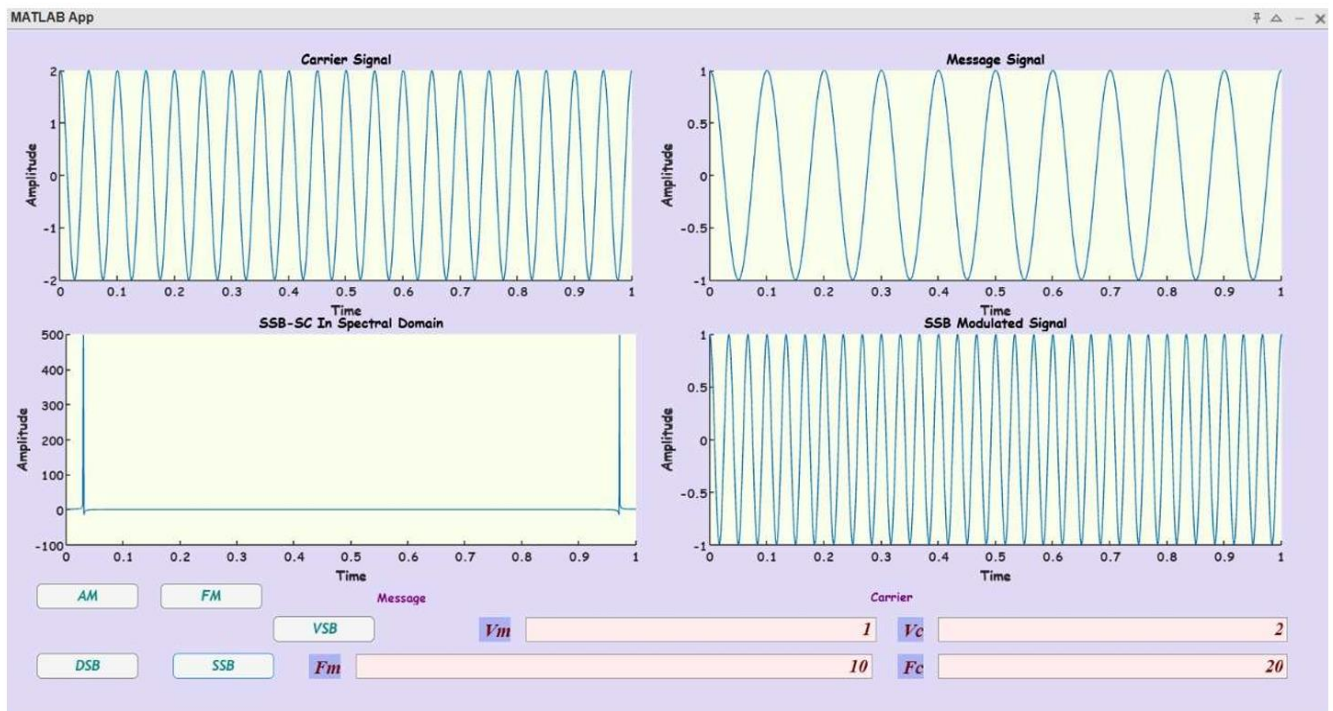 MATLAB App
Carrier Signal
2
1
0
-1
-2
Amplitude
0 0.1 0.2 0.3 0.4 0.5 0.6 0.7 0.8 0.9 1
Time
Message Signal
1
0.5
0
-0.5
-1
Amplitude
0 0.1 0.2 0.3 0.4 0.5 0.6 0.7 0.8 0.9 1
Time
SSB-SC In Spectral Domain
500
400
300
200
100
0
-100
Amplitude
0 0.1 0.2 0.3 0.4 0.5 0.6 0.7 0.8 0.9 1
Time
SSB Modulated Signal
1
0.5
0
-0.5
-1
Amplitude
0 0.1 0.2 0.3 0.4 0.5 0.6 0.7 0.8 0.9 1
Time
AM FM Message Carrier
VSB Vm 1 Vc 2
DSB SSB Fm 10 Fc 20